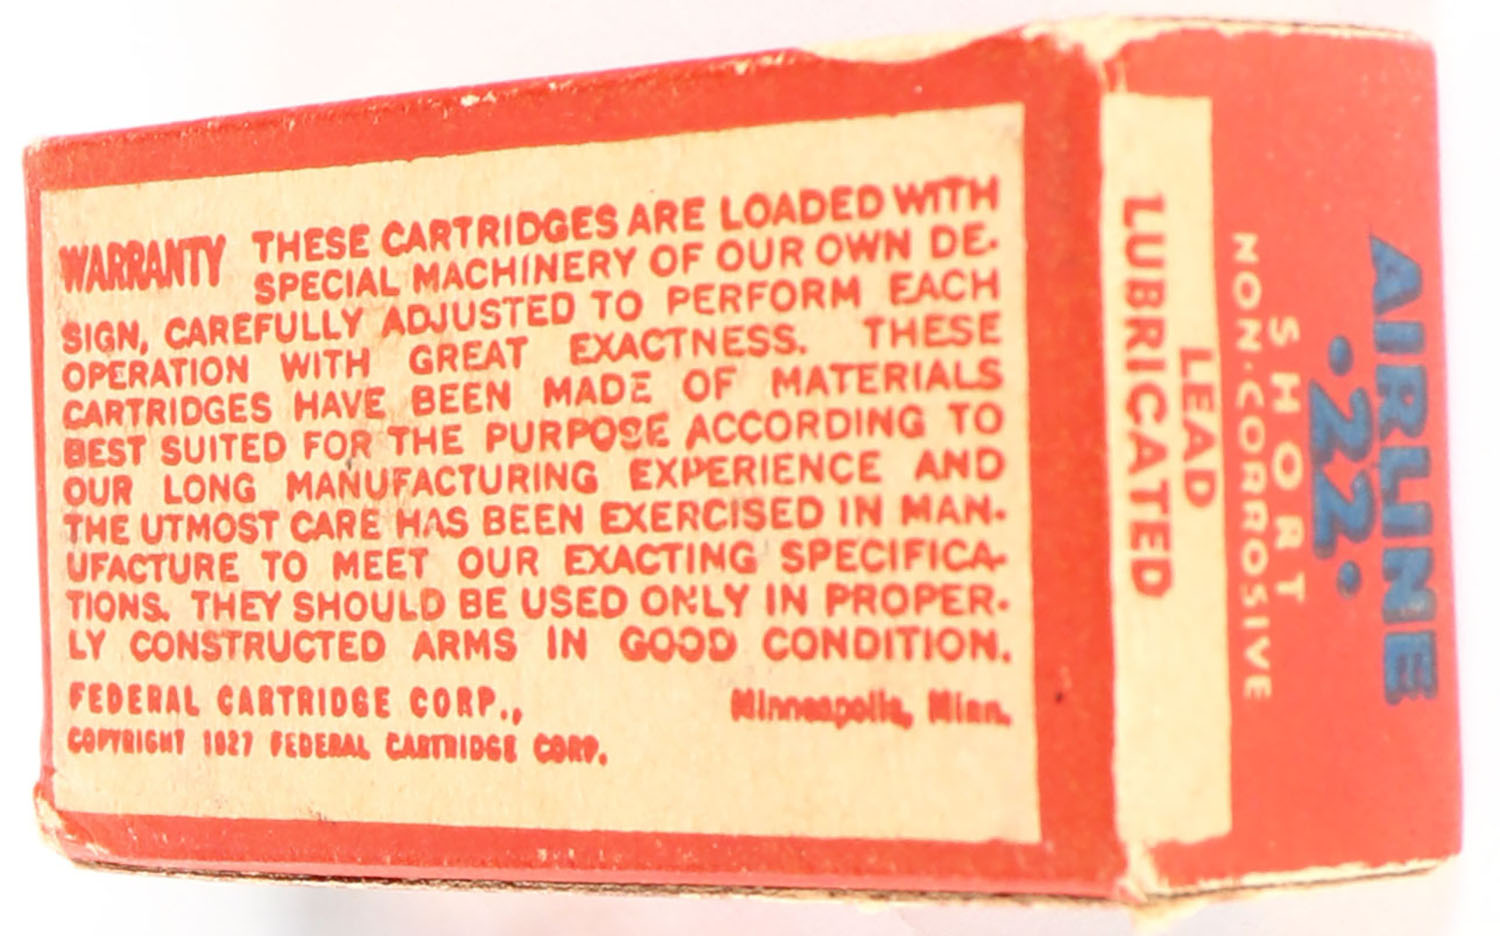 WARRANTY THESE CARTRIDGES ARE LOADED WITH
SPECIAL MACHINERY OF OUR OWN DE-
SIGN, CAREFULLY ADJUSTED TO PERFORM EACH
OPERATION WITH GREAT EXACTNESS. THESE
CARTRIDGES HAVE BEEN MADE OF MATERIALS
BEST SUITED FOR THE PURPOSE ACCORDING TO
OUR LONG MANUFACTURING EXPERIENCE AND
THE UTMOST CARE HAS BEEN EXERCISED IN MAN-
UFACTURE TO MEET OUR EXACTING SPECIFICA-
TIONS. THEY SHOULD BE USED ONLY IN PROPER-
LY CONSTRUCTED ARMS IN GOOD CONDITION.
FEDERAL CARTRIDGE CORP., Minneapolis, Minn.
COPYRIGHT 1927 FEDERAL CARTRIDGE CORP.
AIRLINE
.22.
SHORT
NON-CORROSIVE
LEAD
LUBRICATED